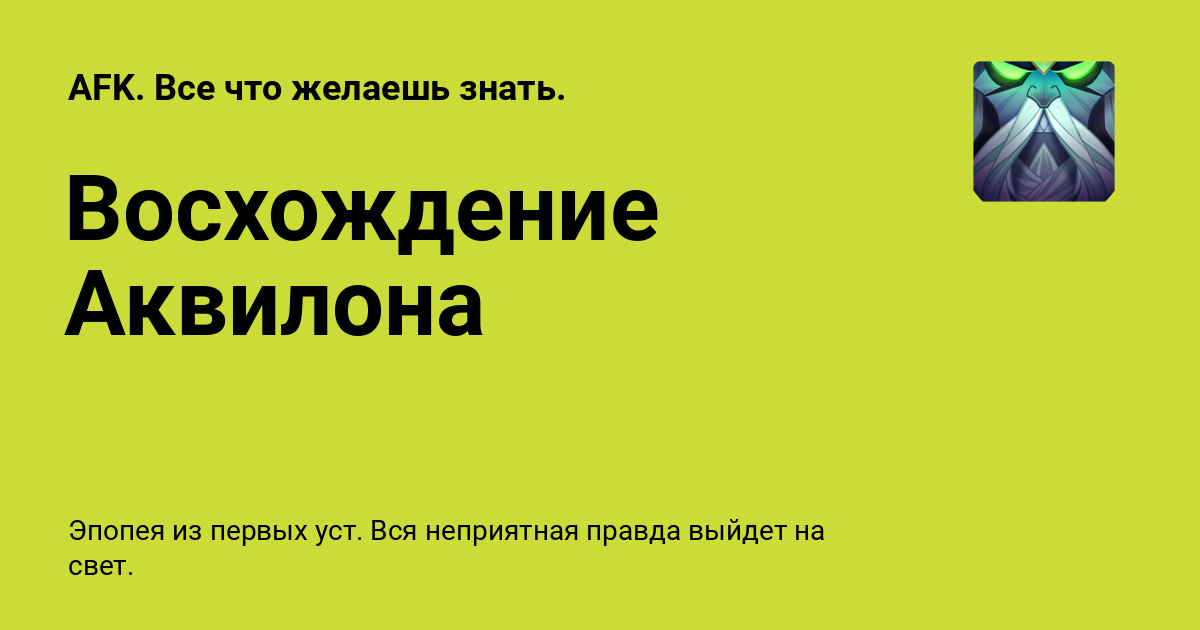 AFK. Все что желаешь знать.
Восхождение
Аквилона
Эпопея из первых уст. Вся неприятная правда выйдет на
свет.